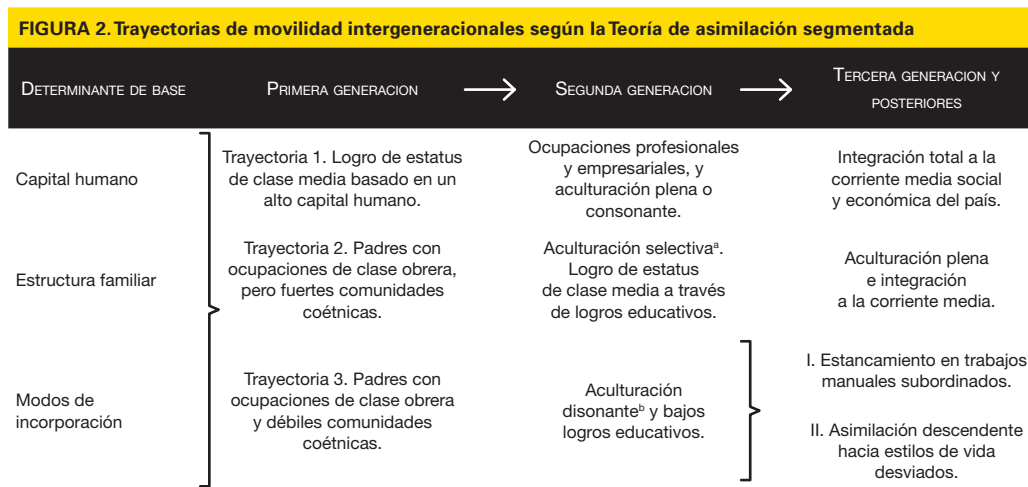 FIGURA 2. Trayectorias de movilidad intergeneracionales según la Teoría de asimilación segmentada
DETERMINANTE DE BASE
PRIMERA GENERACION
SEGUNDA GENERACION
TERCERA GENERACION Y
POSTERIORES
Capital humano
Trayectoria 1. Logro de estatus
de clase media basado en un
alto capital humano.
Ocupaciones profesionales
y empresariales, y
aculturación plena o
consonante.
Integración total a la
corriente media social
y económica del país.
Estructura familiar
Trayectoria 2. Padres con
ocupaciones de clase obrera,
pero fuertes comunidades
coétnicas.
Aculturación selectivaª.
Logro de estatus
de clase media a través
de logros educativos.
Aculturación plena
e integración
a la corriente media.
Modos de
incorporación
Trayectoria 3. Padres con
ocupaciones de clase obrera
y débiles comunidades
coétnicas.
Aculturación
disonanteᵇ y bajos
logros educativos.
I. Estancamiento en trabajos
manuales subordinados.
II. Asimilación descendente
hacia estilos de vida
desviados.